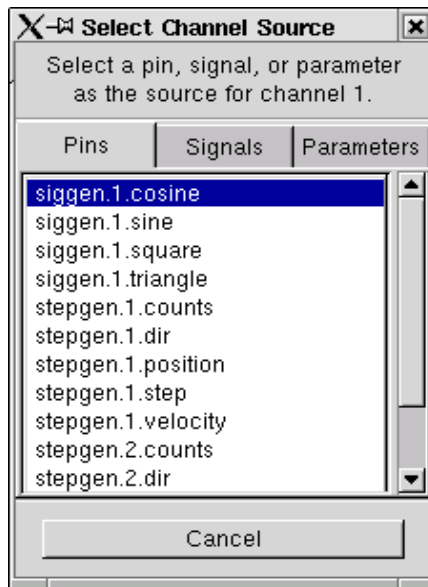 Select Channel Source
Select a pin, signal, or parameter
as the source for channel 1.
Pins Signals Parameters
siggen.1.cosine
siggen.1.sine
siggen.1.square
siggen.1.triangle
stepgen.1.counts
stepgen.1.dir
stepgen.1.position
stepgen.1.step
stepgen.1.velocity
stepgen.2.counts
stepgen.2.dir
Cancel